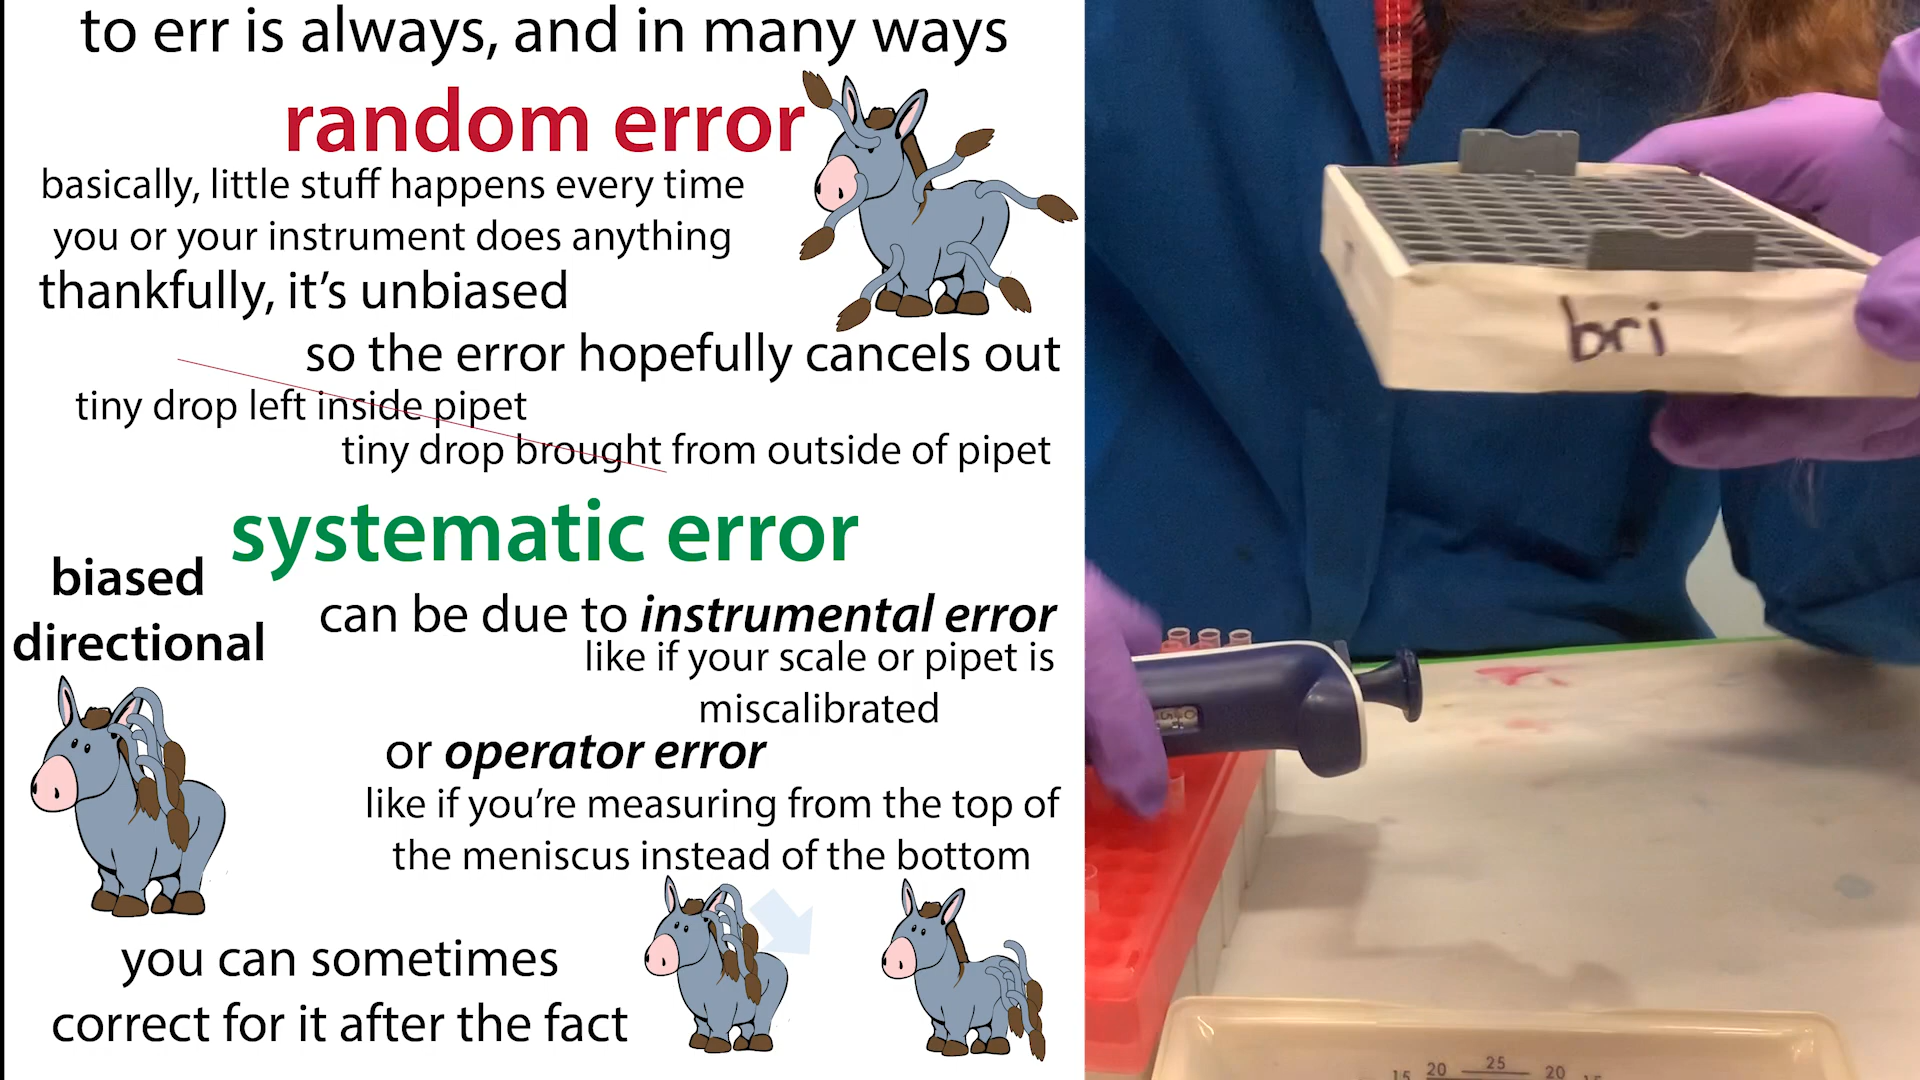 to err is always, and in many ways
random error
basically, little stuff happens every time
you or your instrument does anything
thankfully, it's unbiased
so the error hopefully cancels out
tiny drop left inside pipet
tiny drop brought from outside of pipet
systematic error
biased
directional
can be due to instrumental error
like if your scale or pipet is
miscalibrated
or operator error
like if you're measuring from the top of
the meniscus instead of the bottom
you can sometimes
correct for it after the fact
bri
15 20 25 20